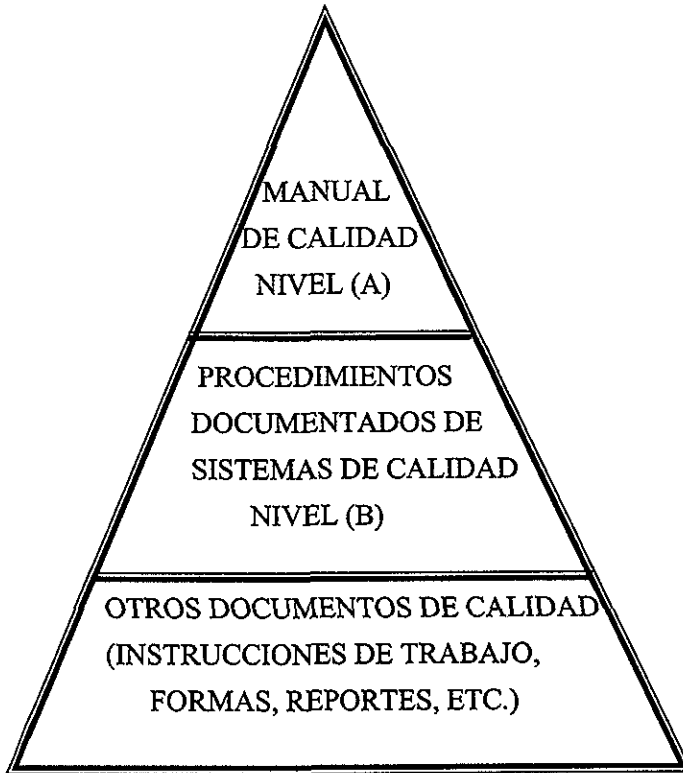 MANUAL
DE CALIDAD
NIVEL (A)
PROCEDIMIENTOS
DOCUMENTADOS DE
SISTEMAS DE CALIDAD
NIVEL (B)
OTROS DOCUMENTOS DE CALIDAD
(INSTRUCCIONES DE TRABAJO,
FORMAS, REPORTES, ETC.)